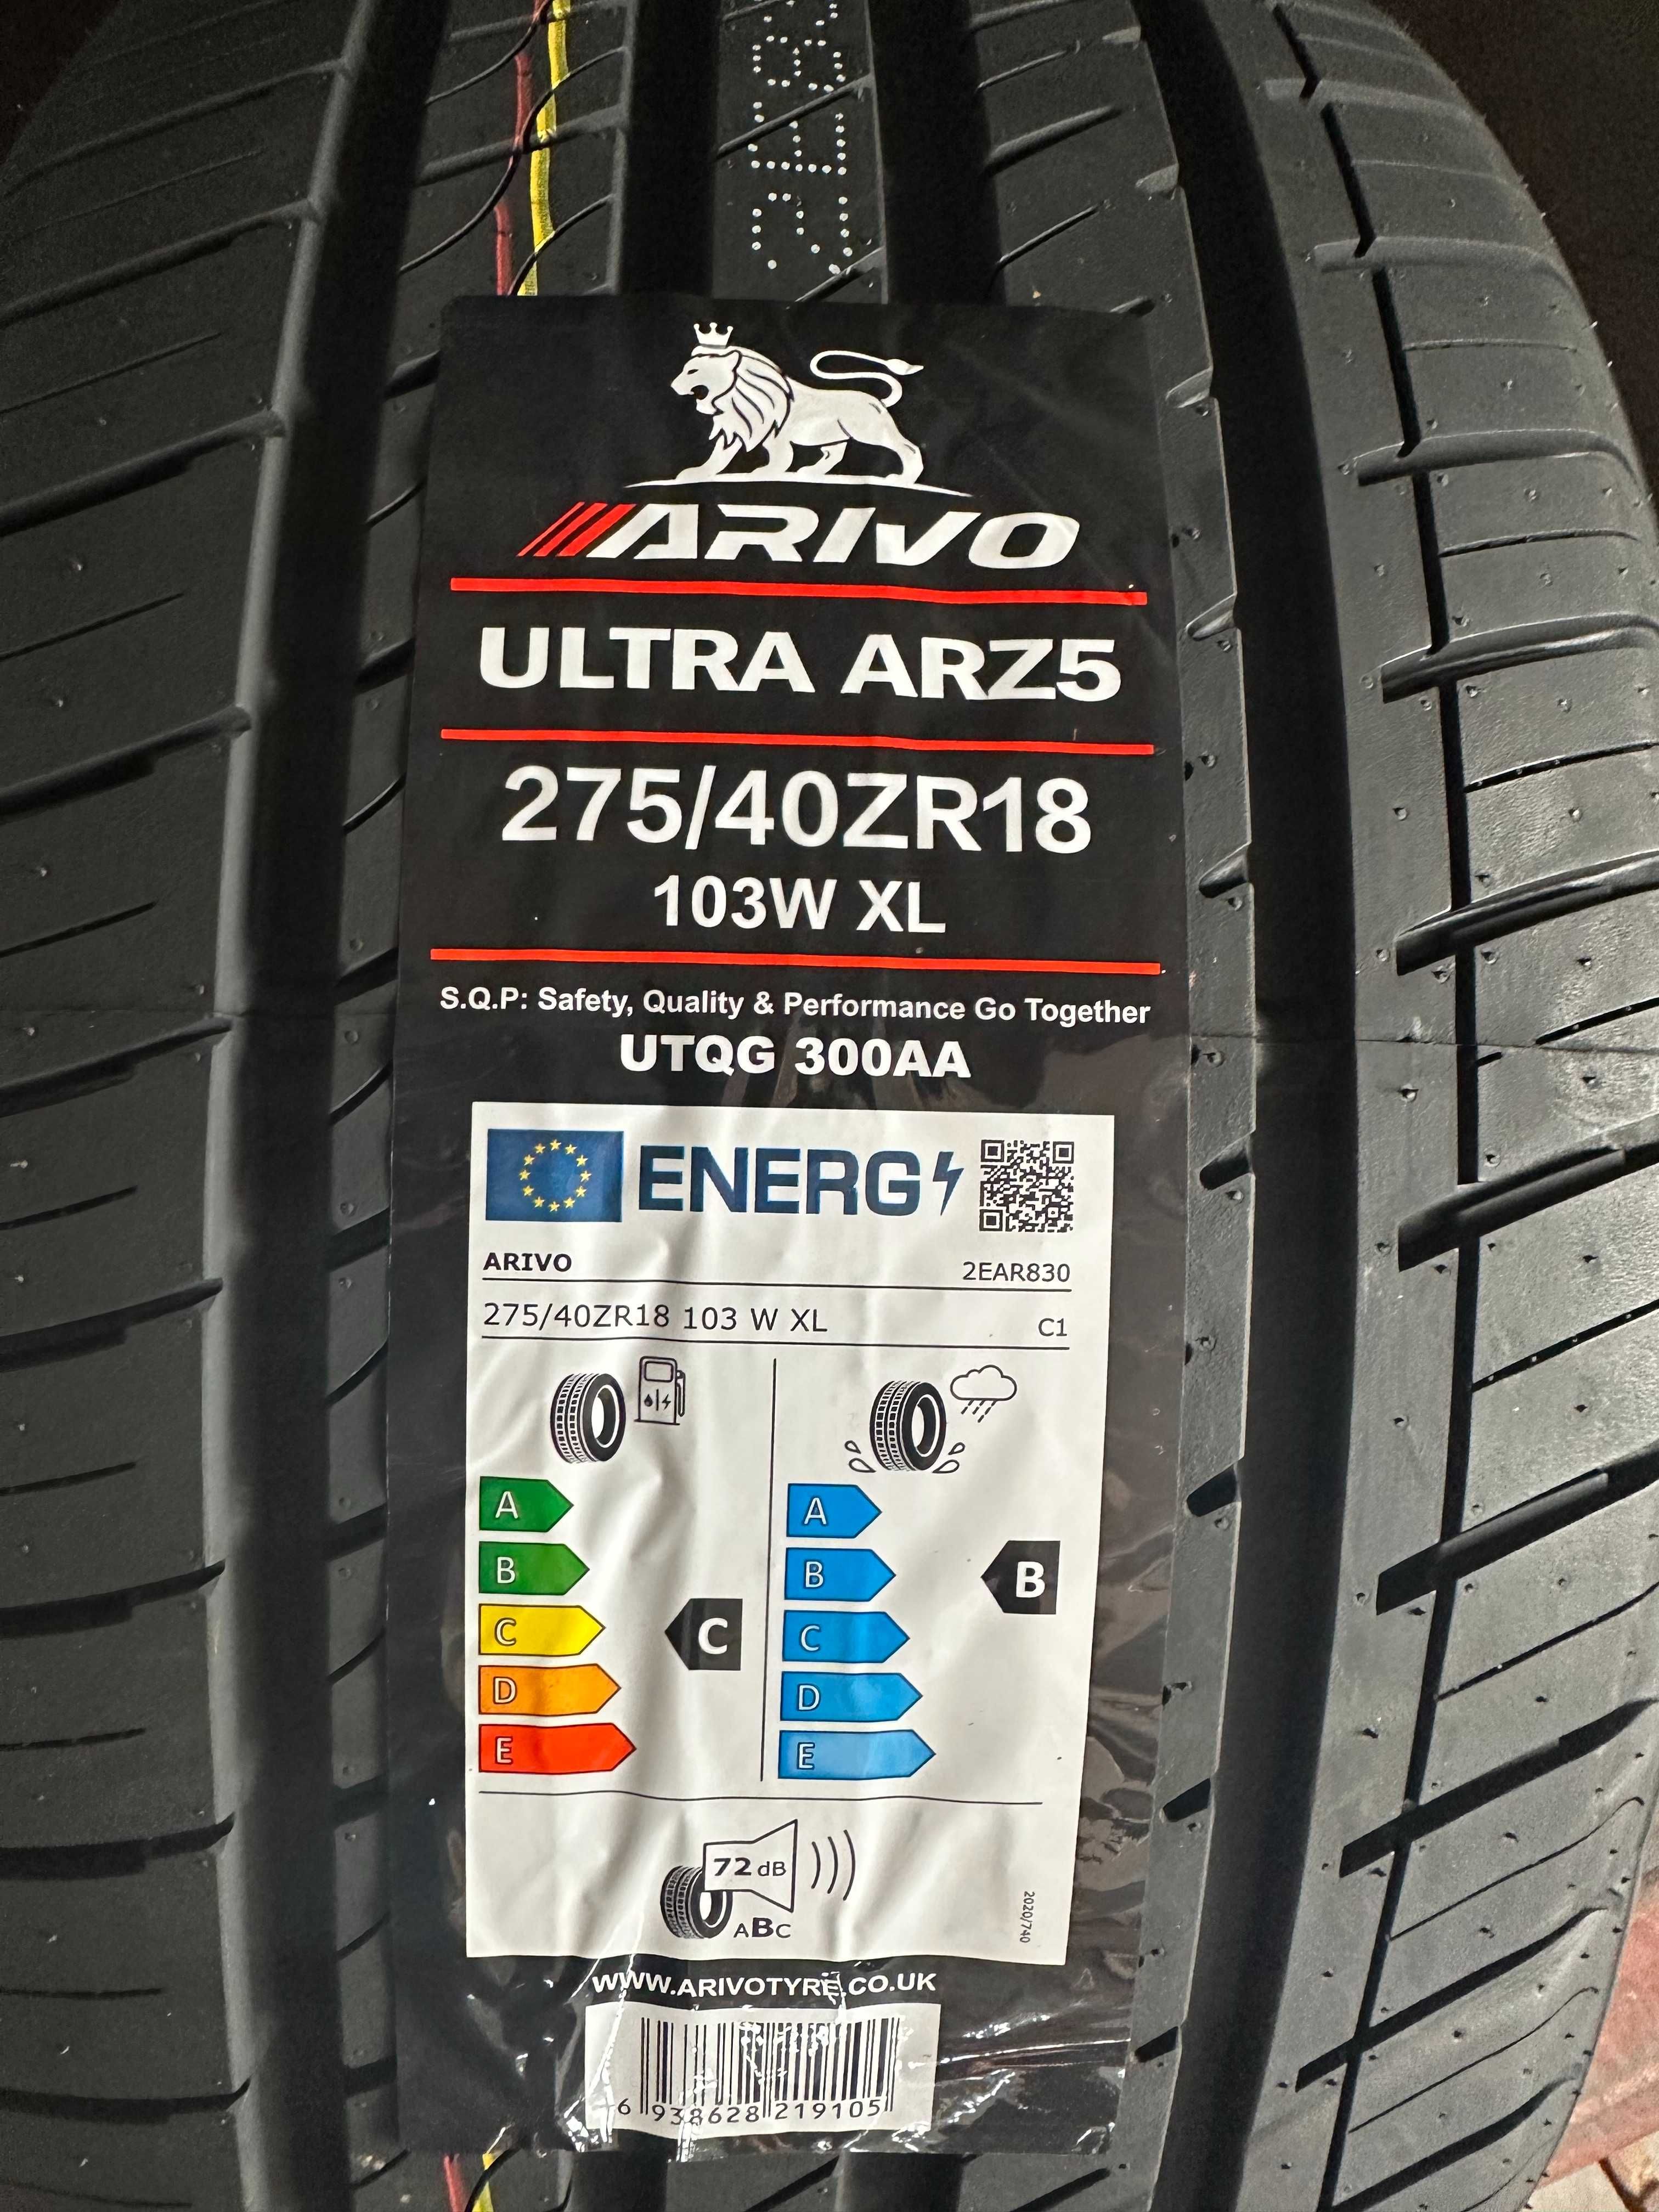 ARIVO
ULTRA ARZ5
275/40ZR18
103W XL
S.Q.P: Safety, Quality & Performance Go Together
UTQG 300AA
ENERG
ARIVO 2EAR830
275/40ZR18 103 W XL C1
A A
B B B
C C C
D D
E E
72 dB
ABC
2020/740
WWW.ARIVOTYRE.CO.UK
6 938628 219105